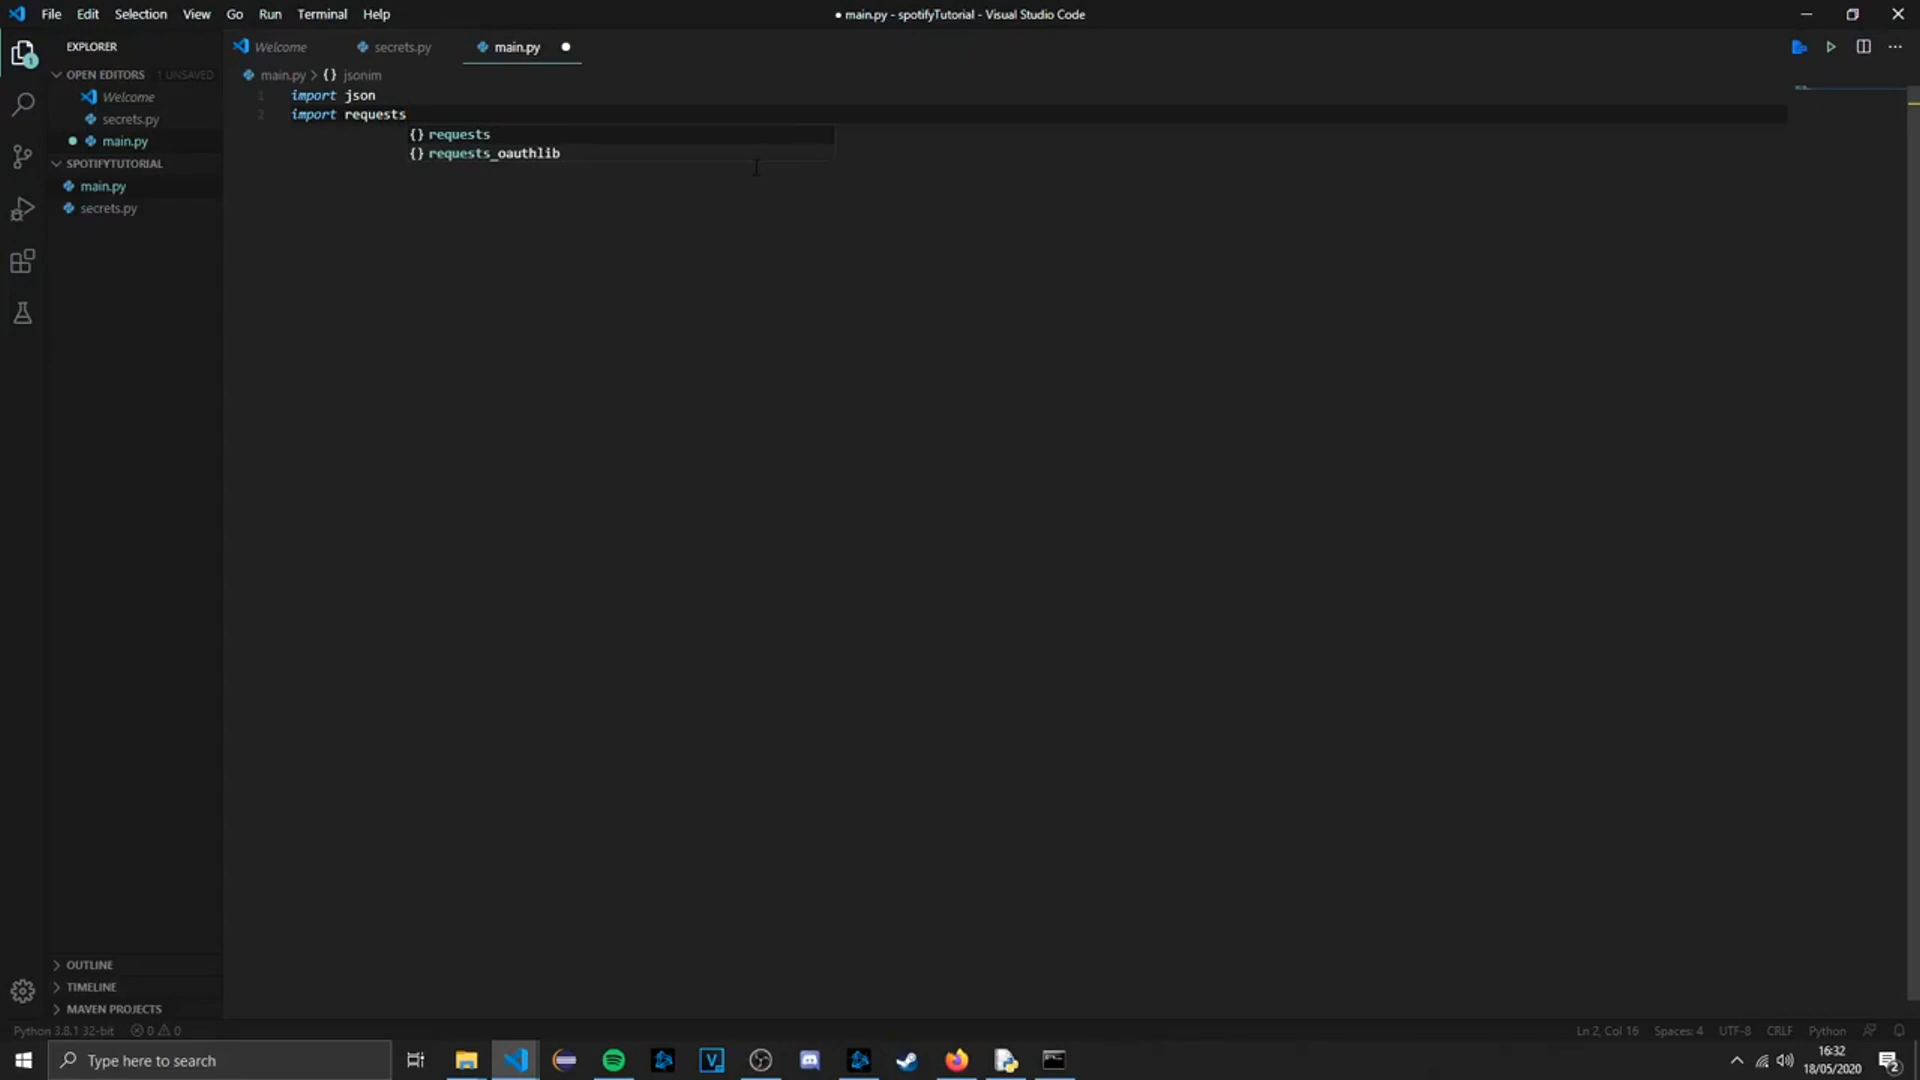 File Edit Selection View Go Run Terminal Help
● main.py - spotifyTutorial - Visual Studio Code
EXPLORER
OPEN EDITORS 1 UNSAVED
Welcome
secrets.py
main.py
SPOTIFYTUTORIAL
main.py
secrets.py
OUTLINE
TIMELINE
MAVEN PROJECTS
Welcome secrets.py main.py
main.py > {} jsonim
1 import json
2 import requests
{} requests
{} requests_oauthlib
Python 3.8.1 32-bit 0 0
Ln 2, Col 16 Spaces: 4 UTF-8 CRLF Python
Type here to search
16:32
18/05/2020
2